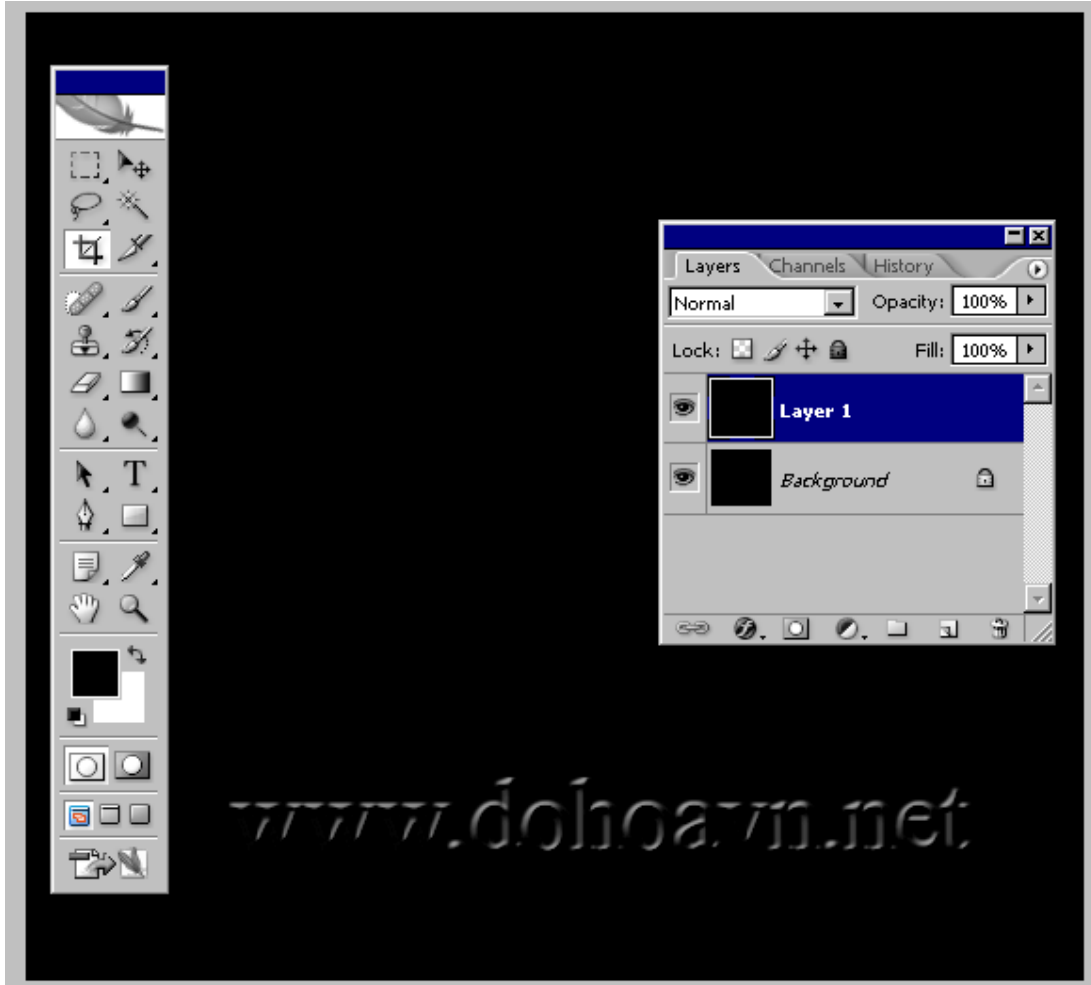 Layers Channels History
Normal Opacity: 100%
Lock: Fill: 100%
Layer 1
Background
T
www.dohoavn.net